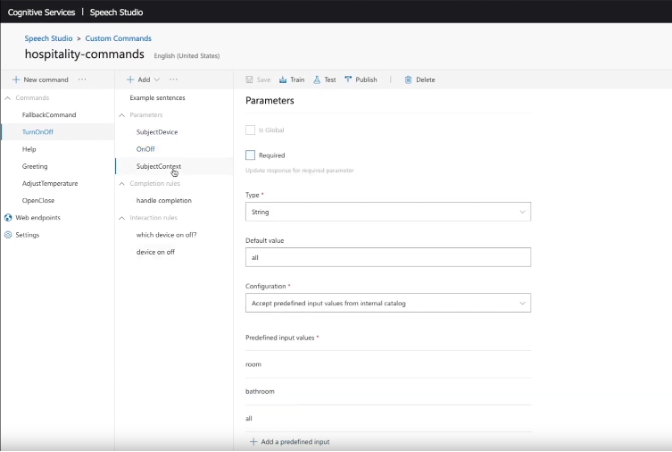 Cognitive Services | Speech Studio
Speech Studio > Custom Commands
hospitality-commands English (United States)
+ New command ···
Commands
FallbackCommand
TurnOnOff
Help
Greeting
AdjustTemperature
OpenClose
Web endpoints
Settings
+ Add ···
Example sentences
Parameters
SubjectDevice
OnOff
SubjectContext
Completion rules
handle completion
Interaction rules
which device on off?
device on off
Save Train Test Publish | Delete
Parameters
Is Global
Required
Update response for required parameter
Type *
String
Default value
all
Configuration *
Accept predefined input values from internal catalog
Predefined input values *
room
bathroom
all
+ Add a predefined input